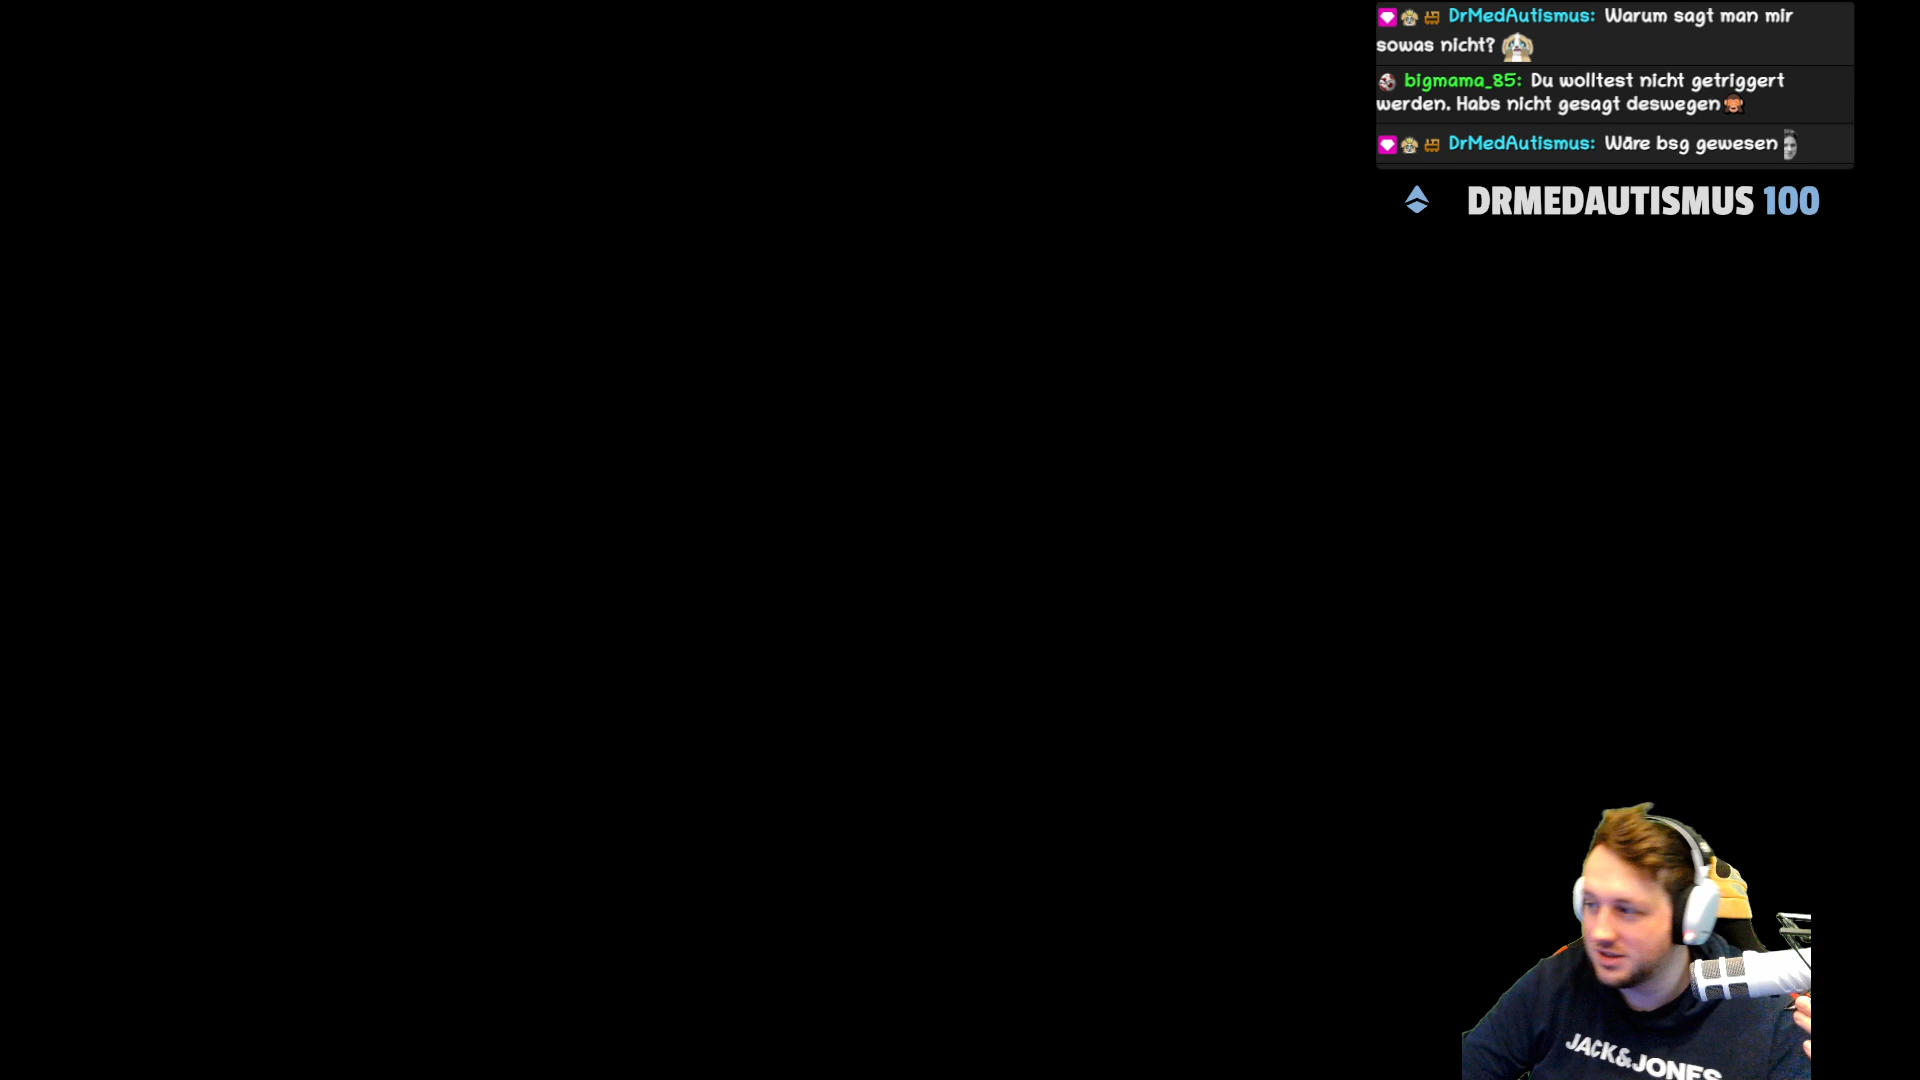 DrMedAutismus: Warum sagt man mir
sowas nicht?
bigmama_85: Du wolltest nicht getriggert
werden. Habs nicht gesagt deswegen
DrMedAutismus: Wäre bsg gewesen
DRMEDAUTISMUS 100
JACK&JONES